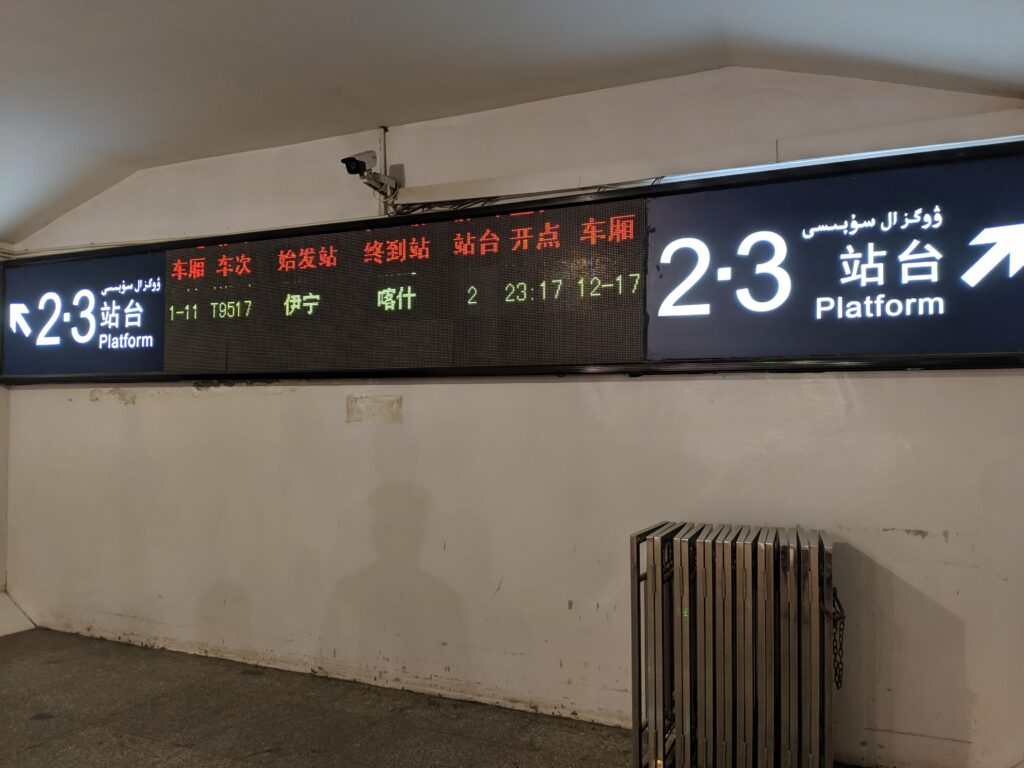 2·3
ۋوگزال سۇپىسى
站台
Platform
车厢 车次 始发站 终到站 站台 开点 车厢
1-11 T9517 伊宁 喀什 2 23:17 12-17
2·3
ۋوگزال سۇپىسى
站台
Platform